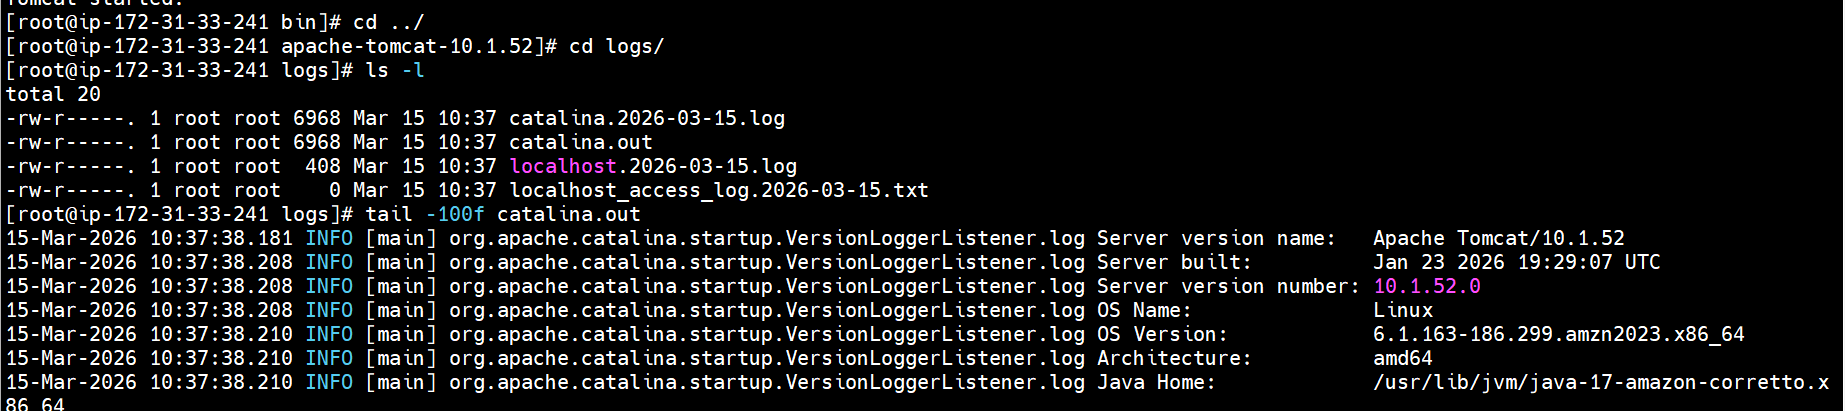 Tomcat started.
[root@ip-172-31-33-241 bin]# cd ../
[root@ip-172-31-33-241 apache-tomcat-10.1.52]# cd logs/
[root@ip-172-31-33-241 logs]# ls -l
total 20
-rw-r-----. 1 root root 6968 Mar 15 10:37 catalina.2026-03-15.log
-rw-r-----. 1 root root 6968 Mar 15 10:37 catalina.out
-rw-r-----. 1 root root  408 Mar 15 10:37 localhost.2026-03-15.log
-rw-r-----. 1 root root    0 Mar 15 10:37 localhost_access_log.2026-03-15.txt
[root@ip-172-31-33-241 logs]# tail -100f catalina.out
15-Mar-2026 10:37:38.181 INFO [main] org.apache.catalina.startup.VersionLoggerListener.log Server version name:   Apache Tomcat/10.1.52
15-Mar-2026 10:37:38.208 INFO [main] org.apache.catalina.startup.VersionLoggerListener.log Server built:          Jan 23 2026 19:29:07 UTC
15-Mar-2026 10:37:38.208 INFO [main] org.apache.catalina.startup.VersionLoggerListener.log Server version number: 10.1.52.0
15-Mar-2026 10:37:38.208 INFO [main] org.apache.catalina.startup.VersionLoggerListener.log OS Name:               Linux
15-Mar-2026 10:37:38.210 INFO [main] org.apache.catalina.startup.VersionLoggerListener.log OS Version:            6.1.163-186.299.amzn2023.x86_64
15-Mar-2026 10:37:38.210 INFO [main] org.apache.catalina.startup.VersionLoggerListener.log Architecture:          amd64
15-Mar-2026 10:37:38.210 INFO [main] org.apache.catalina.startup.VersionLoggerListener.log Java Home:             /usr/lib/jvm/java-17-amazon-corretto.x
86_64